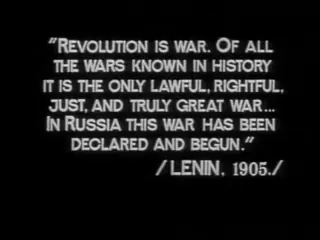 "REVOLUTION IS WAR. OF ALL
THE WARS KNOWN IN HISTORY
IT IS THE ONLY LAWFUL, RIGHTFUL,
JUST, AND TRULY GREAT WAR...
IN RUSSIA THIS WAR HAS BEEN
DECLARED AND BEGUN."
/LENIN, 1905./